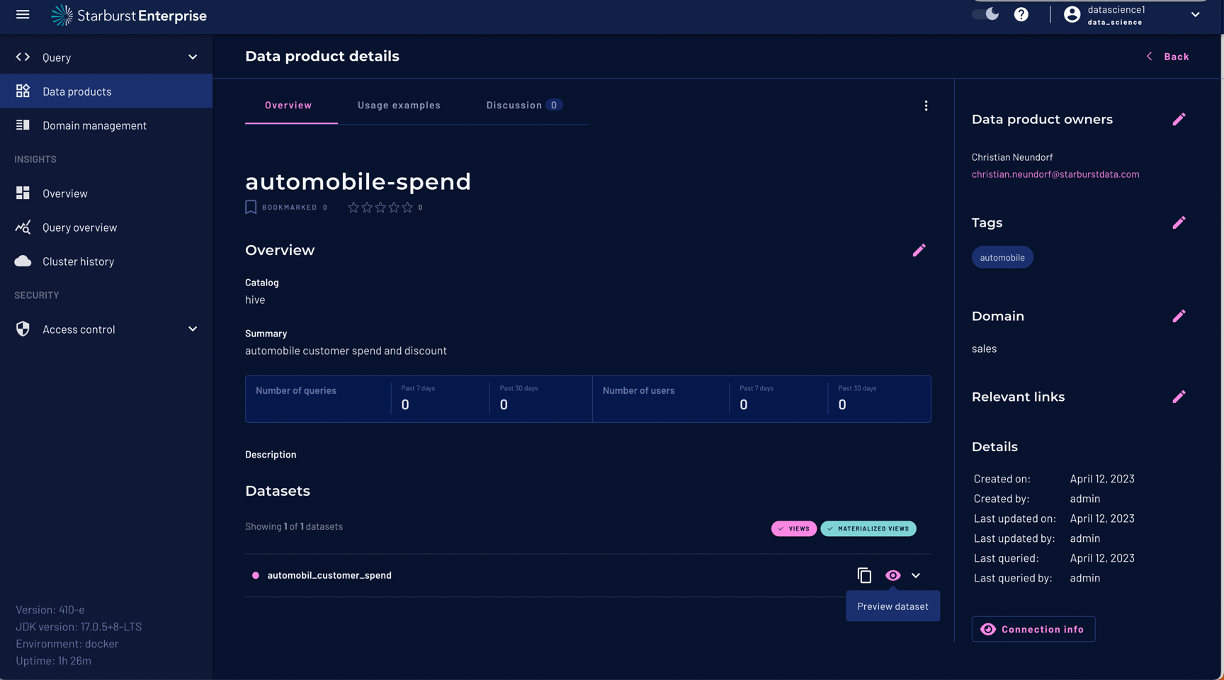 Starburst Enterprise
?
datascience1
data_science
Query
Data products
Domain management
INSIGHTS
Overview
Query overview
Cluster history
SECURITY
Access control
Version: 410-e
JDK version: 17.0.5+8-LTS
Environment: docker
Uptime: 1h 26m
Data product details
Back
Overview
Usage examples
Discussion 0
automobile-spend
BOOKMARKED 0
0
Overview
Catalog
hive
Summary
automobile customer spend and discount
Number of queries
Past 7 days
0
Past 30 days
0
Number of users
Past 7 days
0
Past 30 days
0
Description
Datasets
Showing 1 of 1 datasets
VIEWS
MATERIALIZED VIEWS
automobil_customer_spend
Preview dataset
Data product owners
Christian Neundorf
christian.neundorf@starburstdata.com
Tags
automobile
Domain
sales
Relevant links
Details
Created on: April 12, 2023
Created by: admin
Last updated on: April 12, 2023
Last updated by: admin
Last queried: April 12, 2023
Last queried by: admin
Connection info